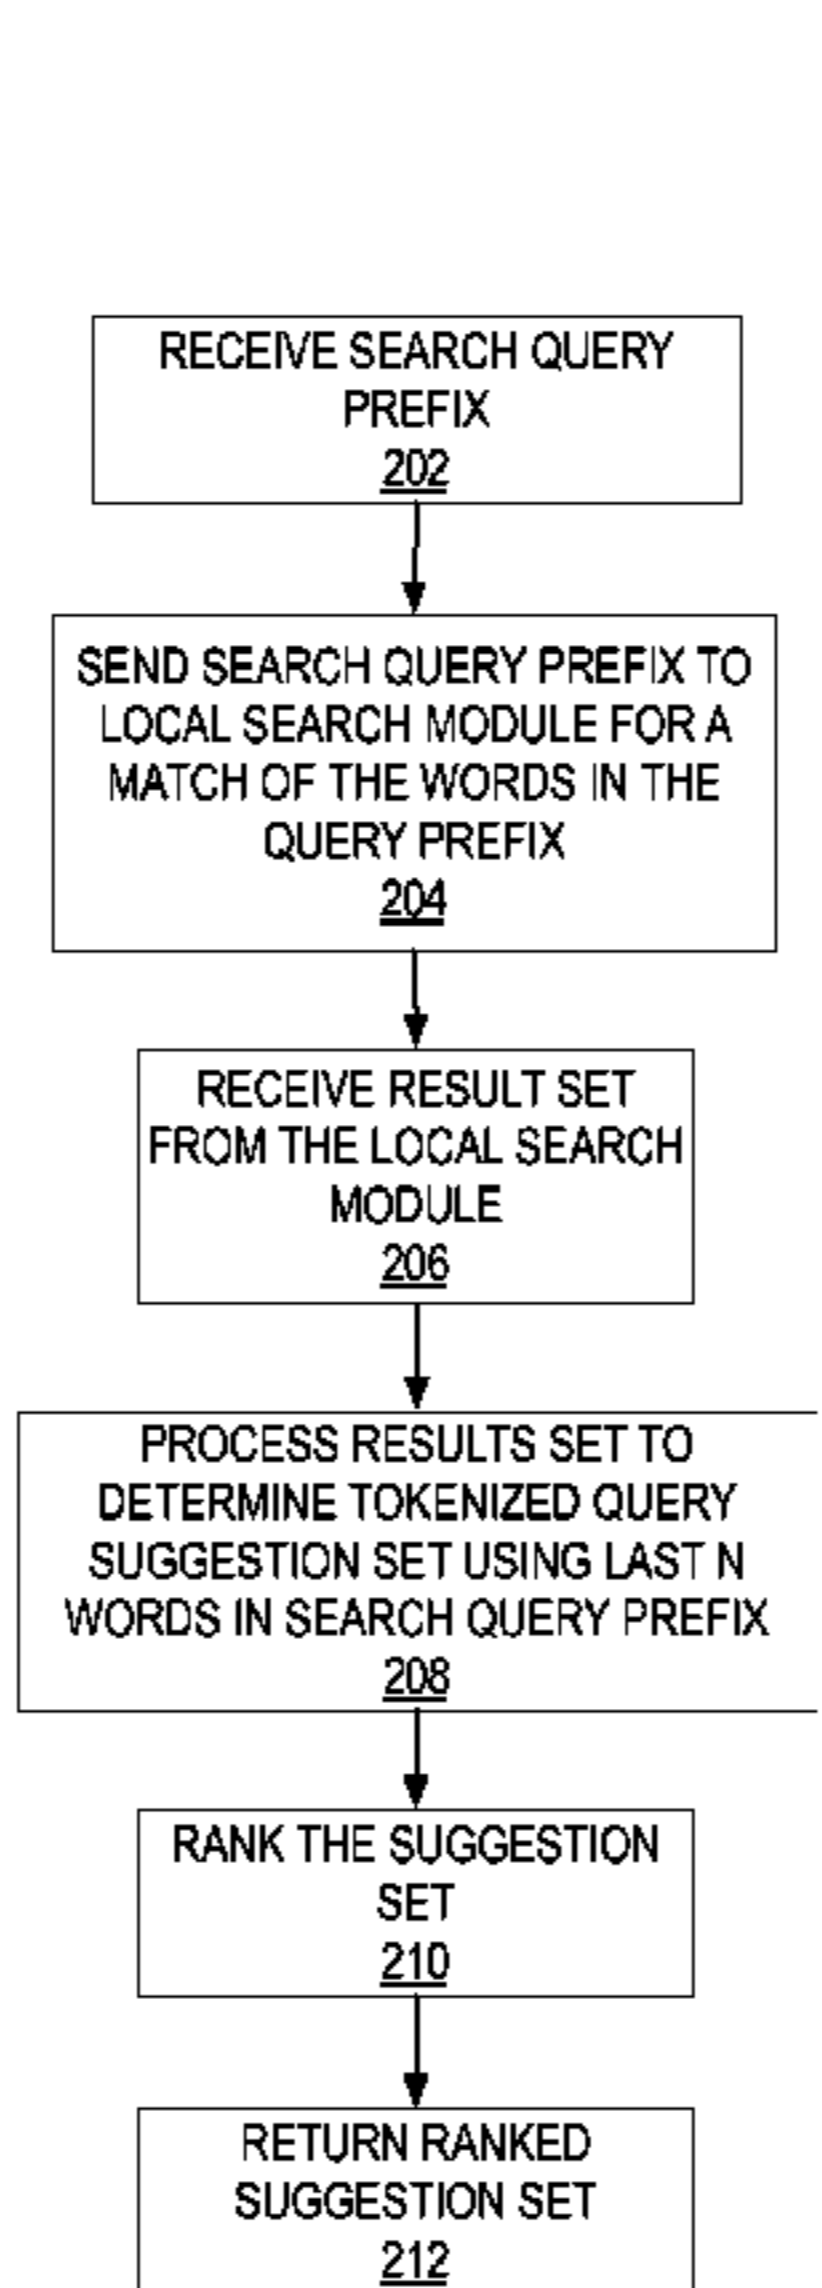 RECEIVE SEARCH QUERY
PREFIX
202
SEND SEARCH QUERY PREFIX TO
LOCAL SEARCH MODULE FOR A
MATCH OF THE WORDS IN THE
QUERY PREFIX
204
RECEIVE RESULT SET
FROM THE LOCAL SEARCH
MODULE
206
PROCESS RESULTS SET TO
DETERMINE TOKENIZED QUERY
SUGGESTION SET USING LAST N
WORDS IN SEARCH QUERY PREFIX
208
RANK THE SUGGESTION
SET
210
RETURN RANKED
SUGGESTION SET
212